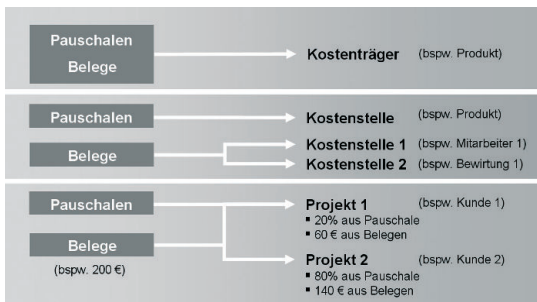 Pauschalen
Belege
Kostenträger (bspw. Produkt)
Pauschalen
Kostenstelle (bspw. Produkt)
Belege
Kostenstelle 1 (bspw. Mitarbeiter 1)
Kostenstelle 2 (bspw. Bewirtung 1)
Pauschalen
Projekt 1 (bspw. Kunde 1)
▪ 20% aus Pauschale
▪ 60 € aus Belegen
Belege
(bspw. 200 €)
Projekt 2 (bspw. Kunde 2)
▪ 80% aus Pauschale
▪ 140 € aus Belegen